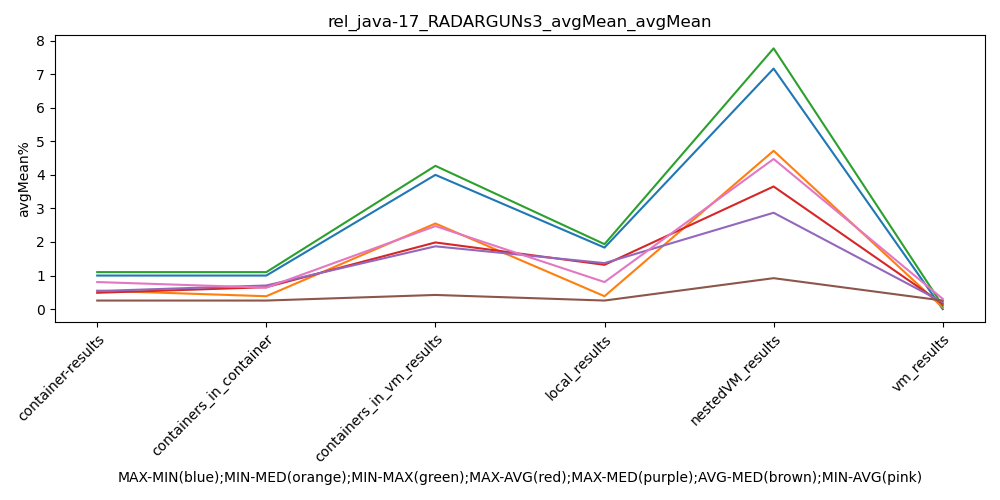 rel_java-17_RADARGUNs3_avgMean_avgMean
8
7
6
5
4
3
2
1
0
avgMean%
container-results
containers_in_container
containers_in_vm_results
local_results
nestedVM_results
vm_results
MAX-MIN(blue);MIN-MED(orange);MIN-MAX(green);MAX-AVG(red);MAX-MED(purple);AVG-MED(brown);MIN-AVG(pink)